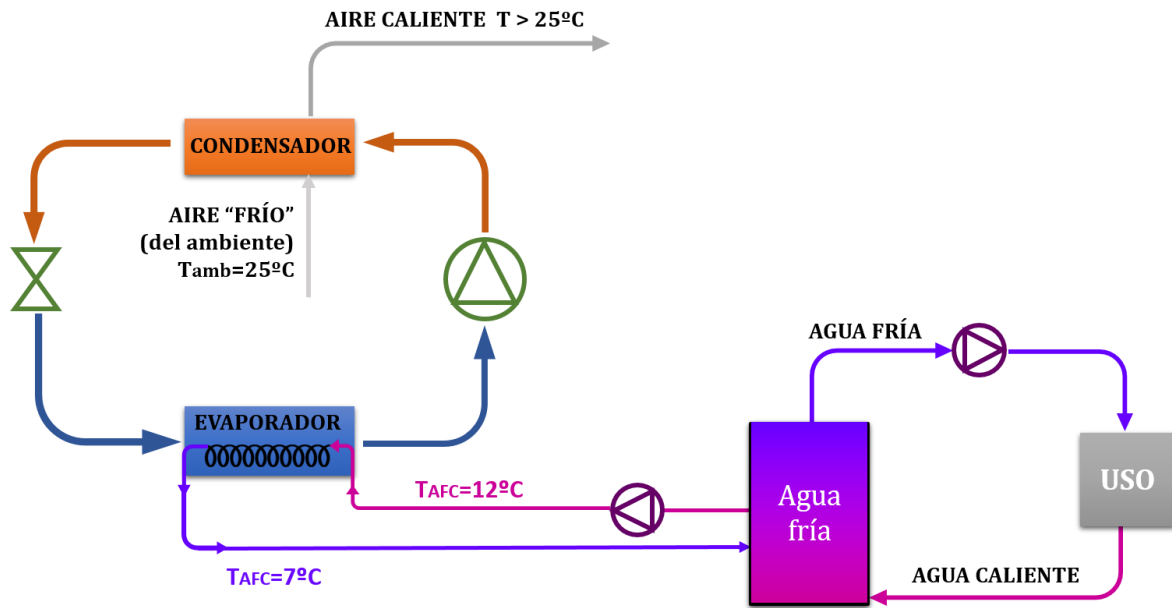 AIRE CALIENTE  T > 25ºC
CONDENSADOR
AIRE “FRÍO”
(del ambiente)
Tamb=25ºC
AGUA FRÍA
EVAPORADOR
TAFC=12ºC
Agua
fría
USO
TAFC=7ºC
AGUA CALIENTE